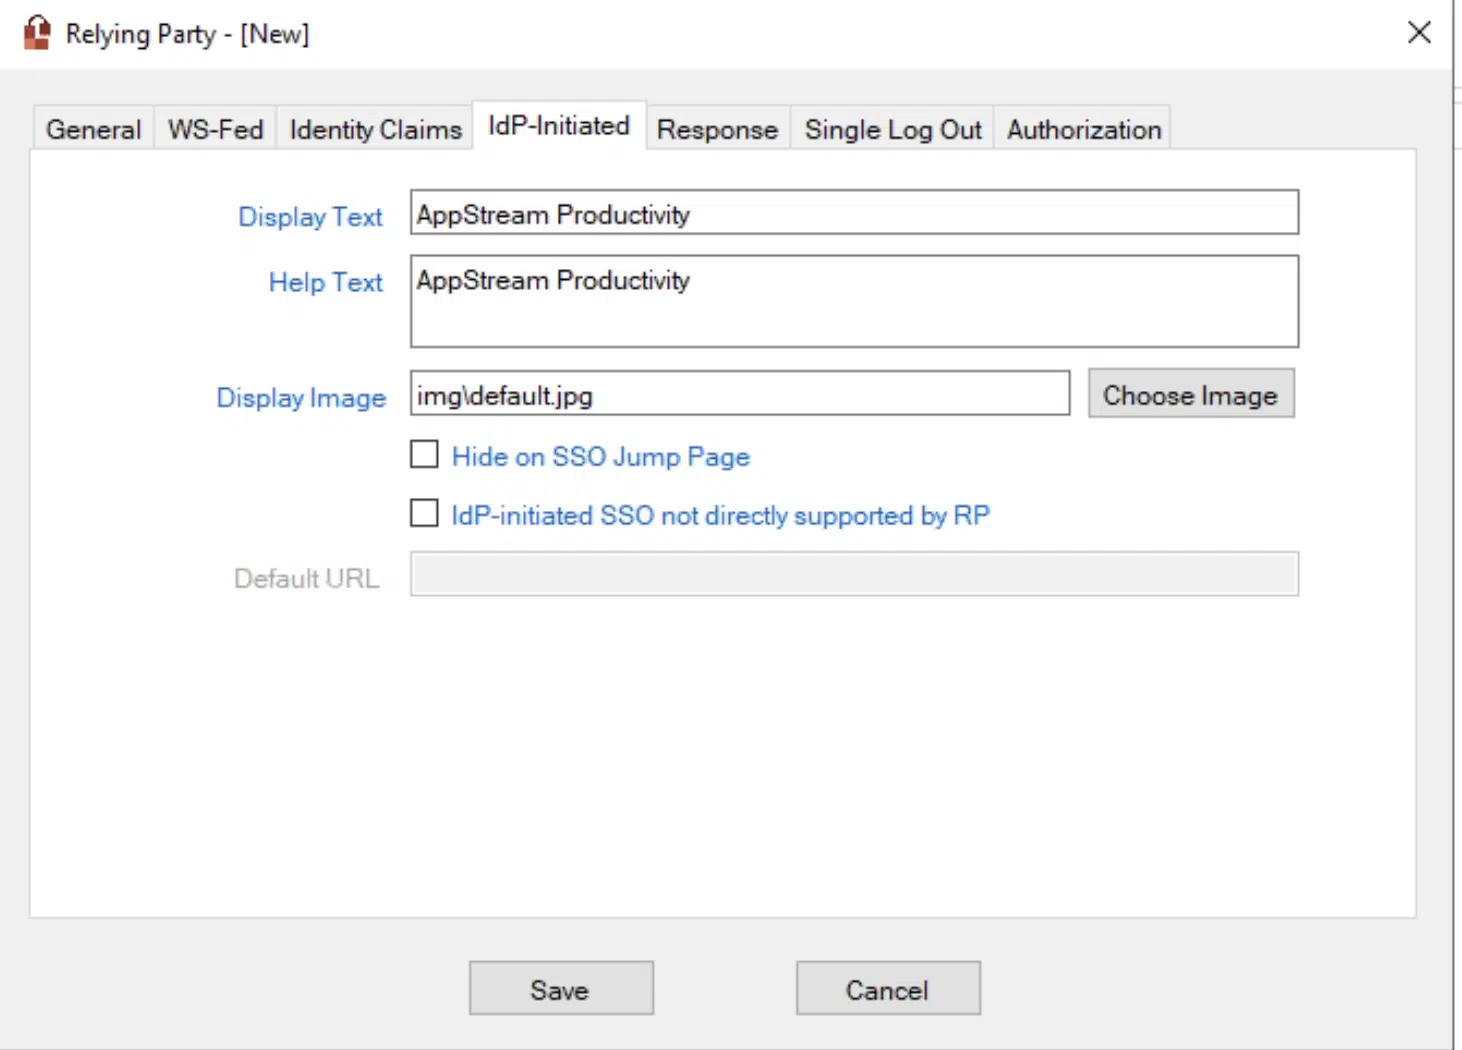 Relying Party - [New]
General WS-Fed Identity Claims IdP-Initiated Response Single Log Out Authorization
Display Text AppStream Productivity
Help Text AppStream Productivity
Display Image img\default.jpg Choose Image
Hide on SSO Jump Page
IdP-initiated SSO not directly supported by RP
Default URL
Save Cancel